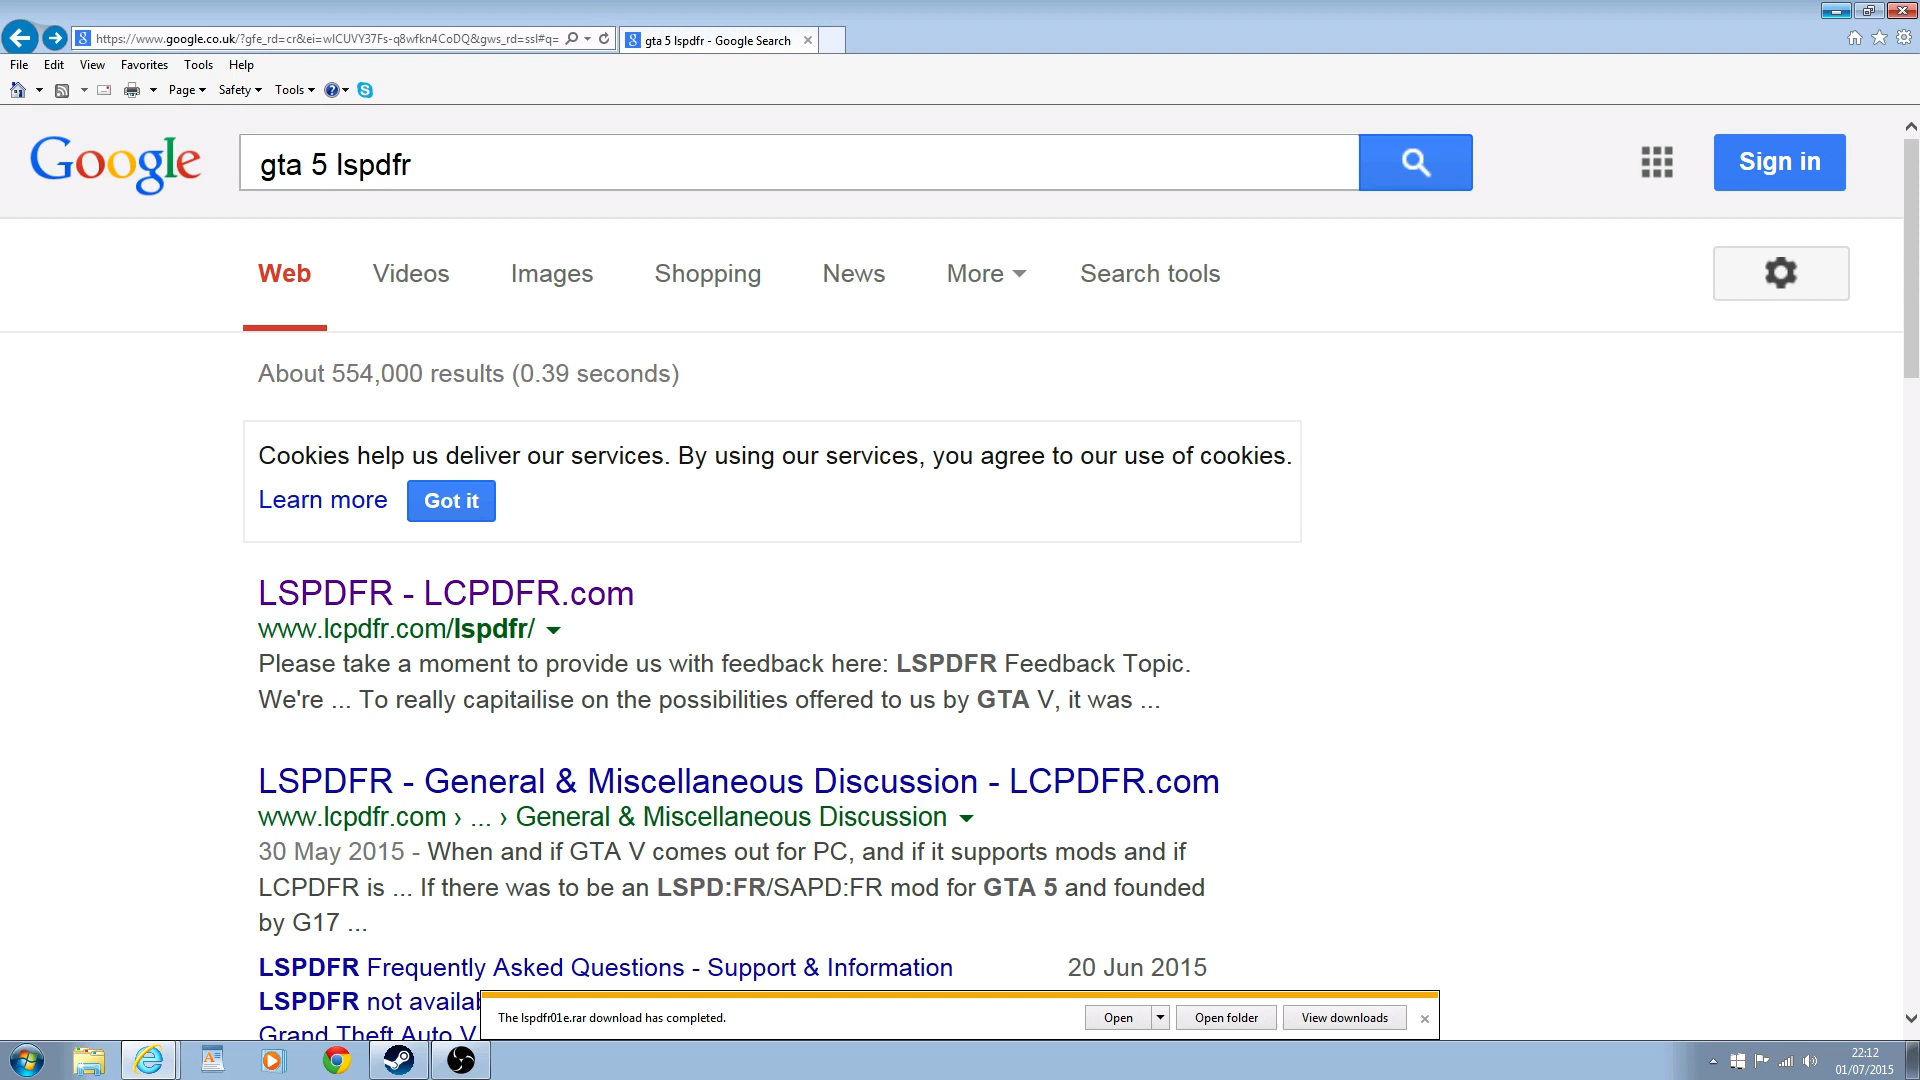 https://www.google.co.uk/?gfe_rd=cr&ei=wICUVY37Fs-q8wfkn4CoDQ&gws_rd=ssl#q=
gta 5 lspdfr - Google Search
File Edit View Favorites Tools Help
Page Safety Tools
Google
gta 5 lspdfr
Sign in
Web Videos Images Shopping News More Search tools
About 554,000 results (0.39 seconds)
Cookies help us deliver our services. By using our services, you agree to our use of cookies.
Learn more Got it
LSPDFR - LCPDFR.com
www.lcpdfr.com/lspdfr/
Please take a moment to provide us with feedback here: LSPDFR Feedback Topic.
We're ... To really capitailise on the possibilities offered to us by GTA V, it was ...
LSPDFR - General & Miscellaneous Discussion - LCPDFR.com
www.lcpdfr.com › ... › General & Miscellaneous Discussion
30 May 2015 - When and if GTA V comes out for PC, and if it supports mods and if
LCPDFR is ... If there was to be an LSPD:FR/SAPD:FR mod for GTA 5 and founded
by G17 ...
LSPDFR Frequently Asked Questions - Support & Information 20 Jun 2015
LSPDFR not availab
Grand Theft Auto V
The lspdfr01e.rar download has completed.
Open Open folder View downloads
22:12
01/07/2015